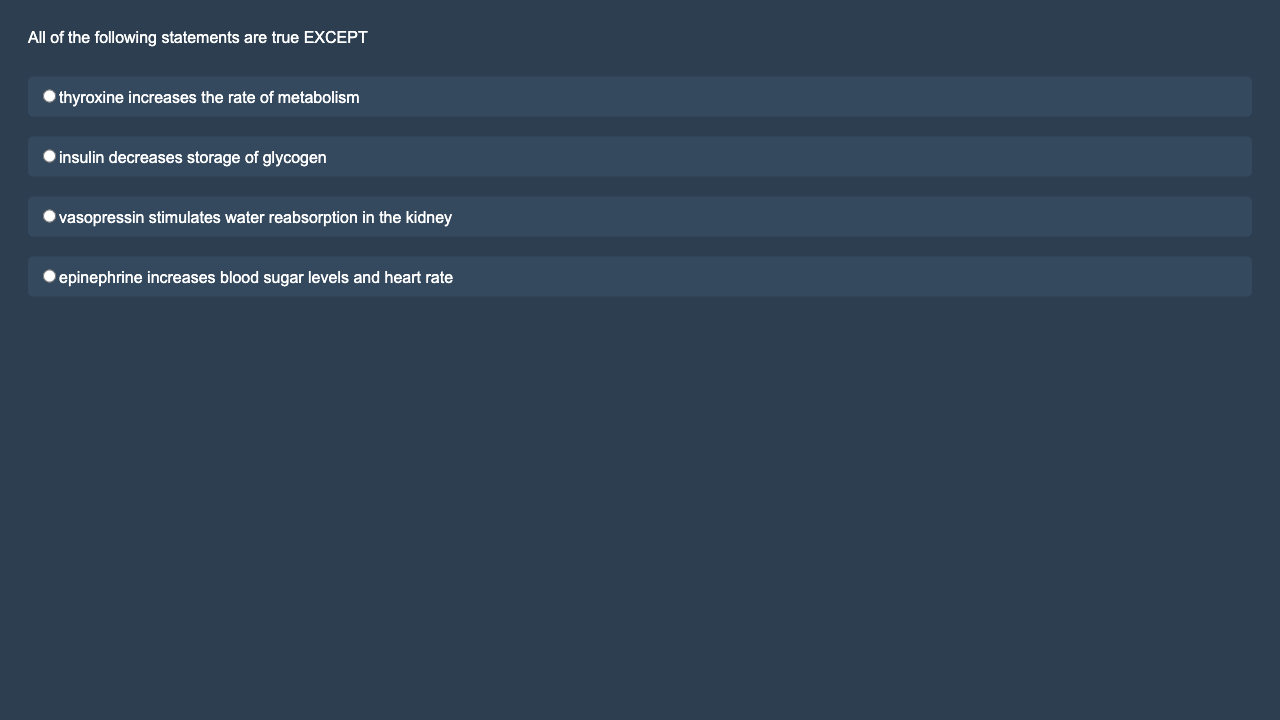 All of the following statements are true EXCEPT
thyroxine increases the rate of metabolism
insulin decreases storage of glycogen
vasopressin stimulates water reabsorption in the kidney
epinephrine increases blood sugar levels and heart rate